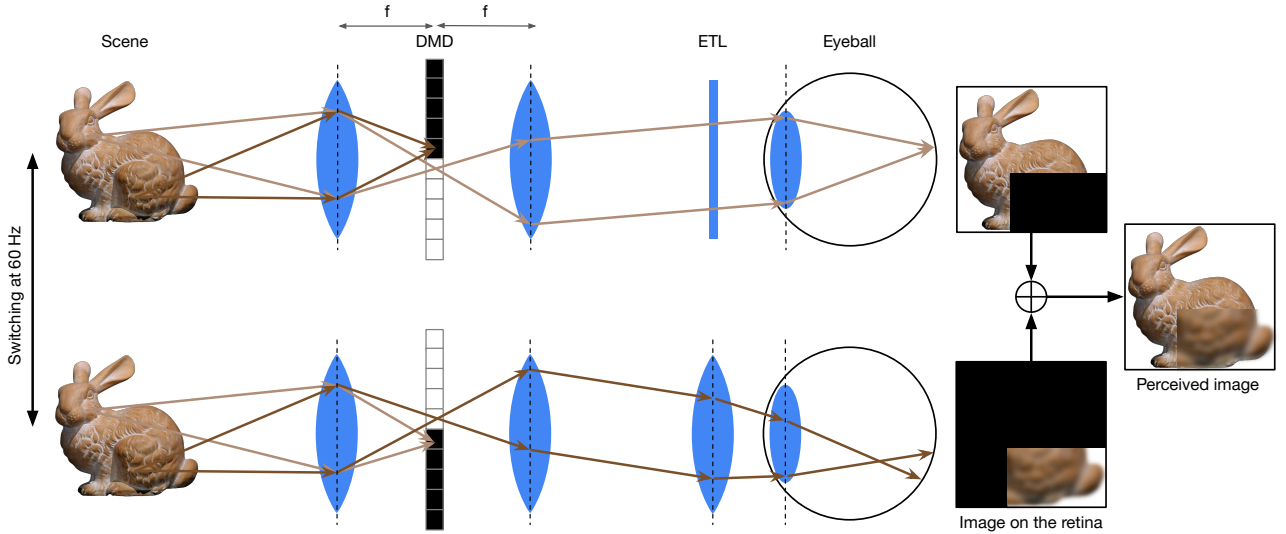 f
f
Scene
DMD
ETL
Eyeball
Switching at 60 Hz
Perceived image
Image on the retina